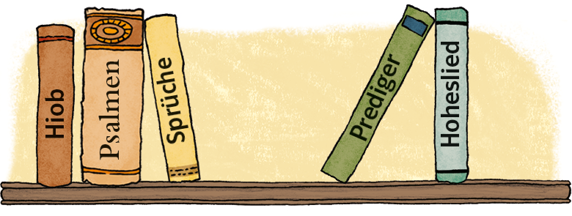 Hiob
Psalmen
Sprüche
Prediger
Hoheslied